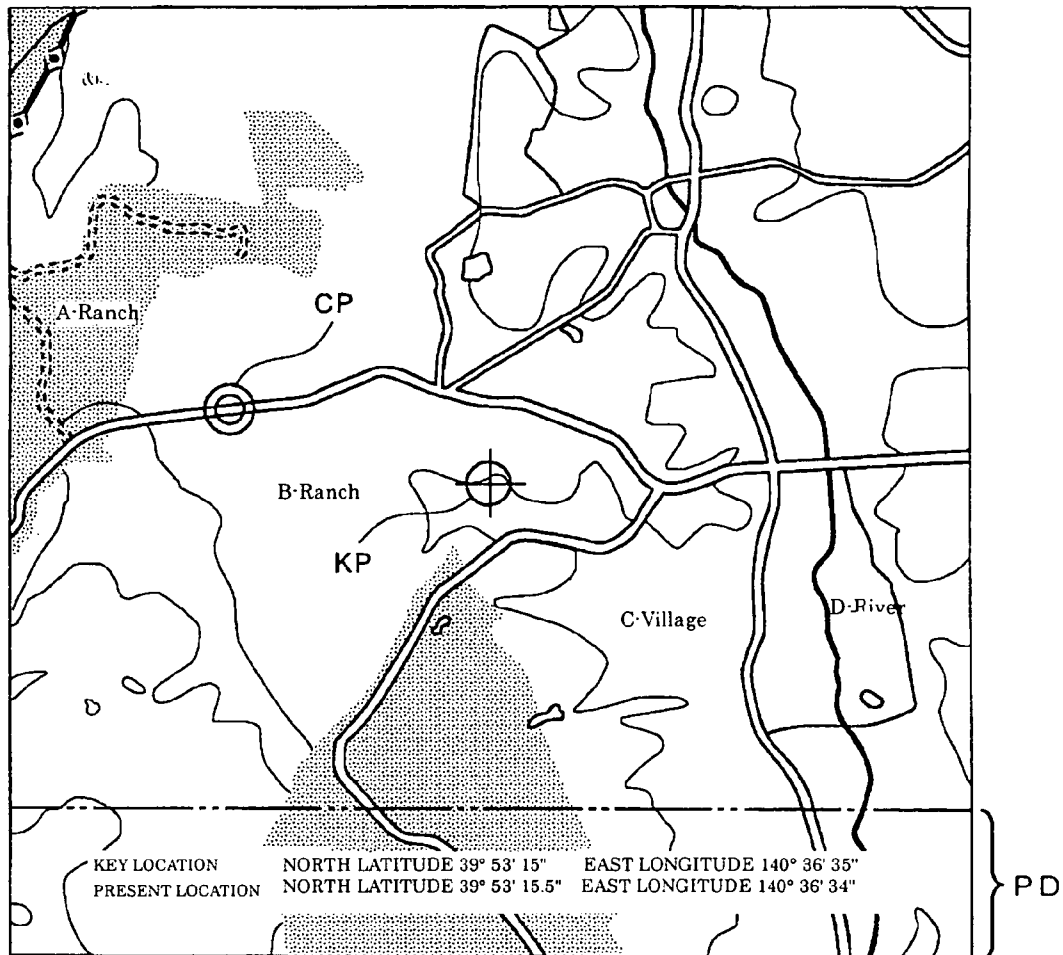 A-Ranch
CP
B-Ranch
KP
C-Village
D-River
KEY LOCATION NORTH LATITUDE 39° 53' 15" EAST LONGITUDE 140° 36' 35"
PRESENT LOCATION NORTH LATITUDE 39° 53' 15.5" EAST LONGITUDE 140° 36' 34"
PD